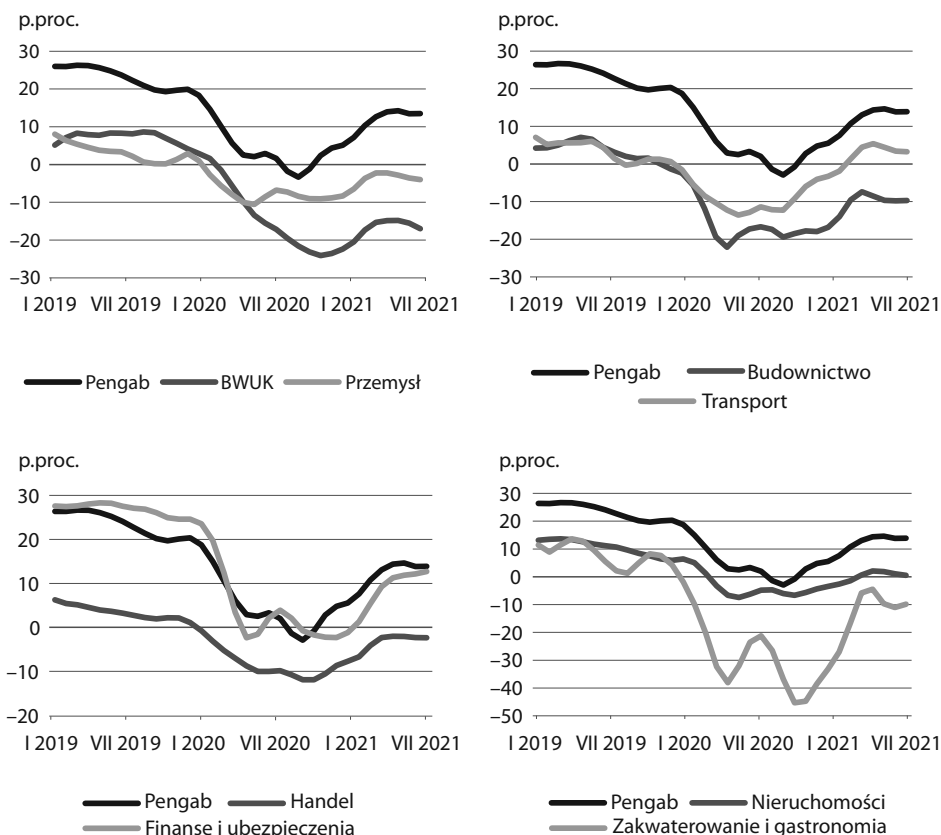 p.proc.
30
20
10
0
–10
–20
–30
I 2019 VII 2019 I 2020 VII 2020 I 2021 VII 2021
Pengab BWUK Przemysł
p.proc.
30
20
10
0
–10
–20
–30
I 2019 VII 2019 I 2020 VII 2020 I 2021 VII 2021
Pengab Budownictwo
Transport
p.proc.
30
20
10
0
–10
–20
I 2019 VII 2019 I 2020 VII 2020 I 2021 VII 2021
Pengab Handel
Finanse i ubezpieczenia
p.proc.
30
20
10
0
–10
–20
–30
–40
–50
I 2019 VII 2019 I 2020 VII 2020 I 2021 VII 2021
Pengab Nieruchomości
Zakwaterowanie i gastronomia